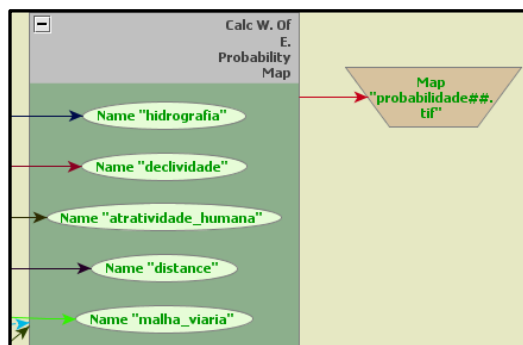 Calc W. Of
E.
Probability
Map
Map
"probabilidade##.
tif"
Name "hidrografia"
Name "declividade"
Name "atratividade_humana"
Name "distance"
Name "malha_viaria"